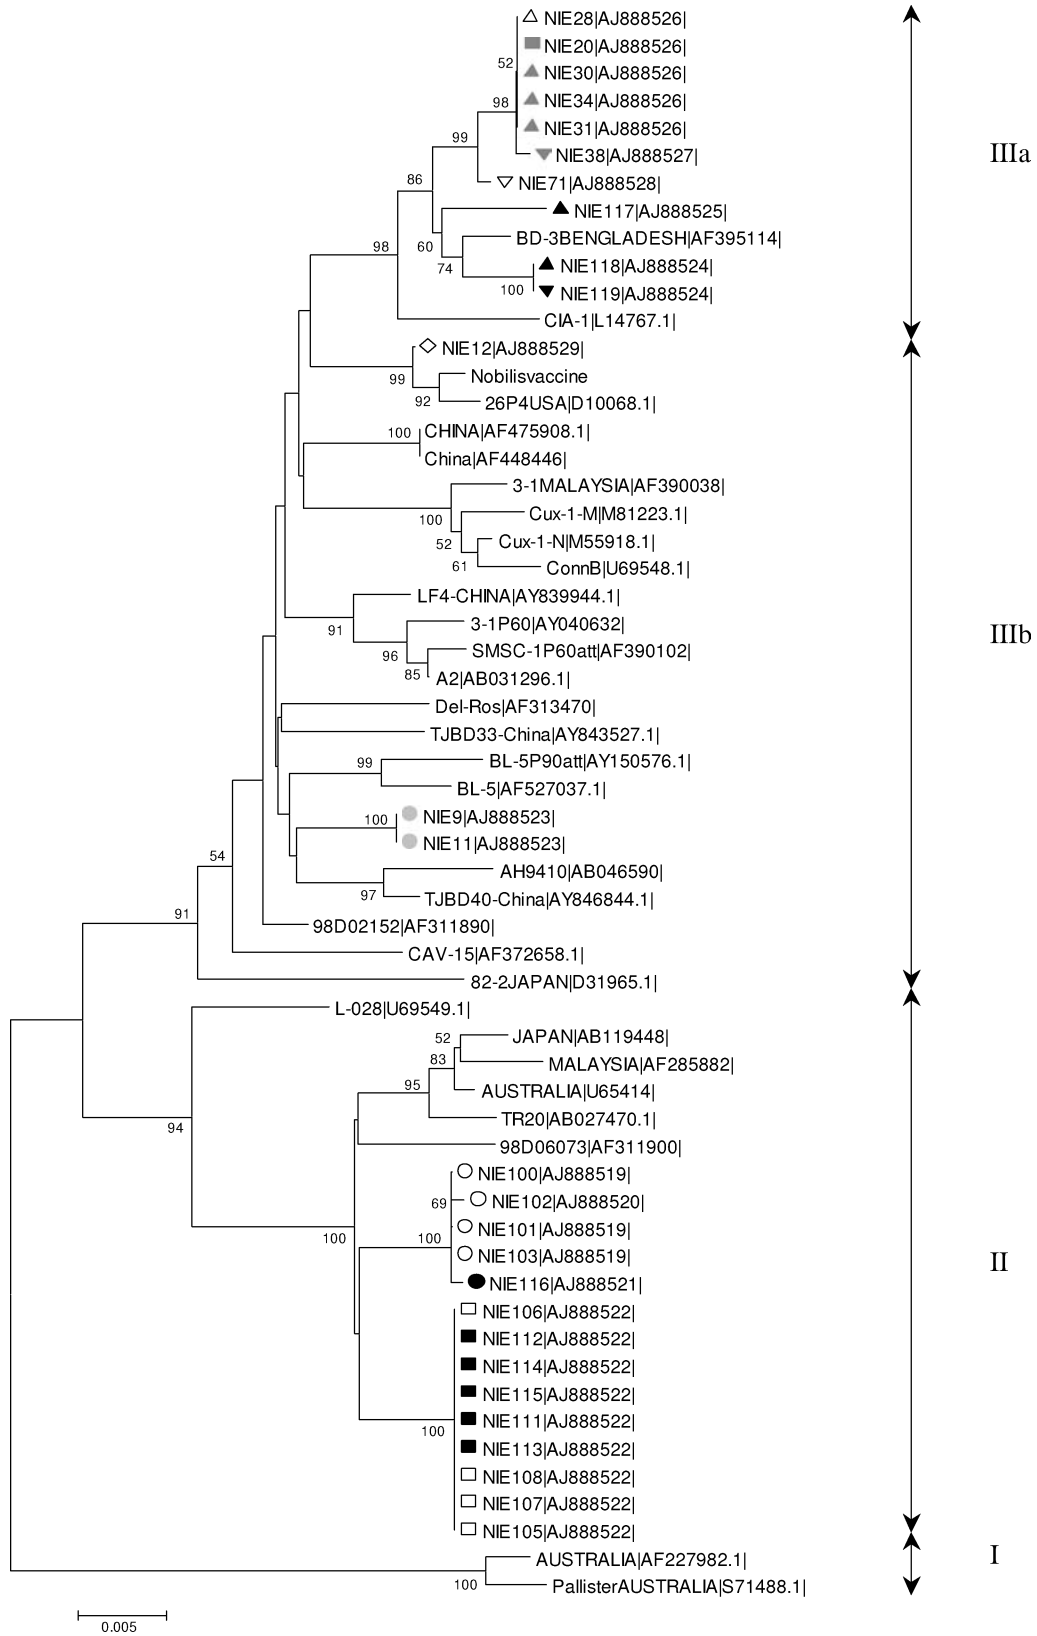 NIE28|AJ888526|
NIE20|AJ888526|
52
NIE30|AJ888526|
98
NIE34|AJ888526|
NIE31|AJ888526|
99
NIE38|AJ888527|
IIIa
86
NIE71|AJ888528|
NIE117|AJ888525|
BD-3BENGLADESH|AF395114|
98
60
74
NIE118|AJ888524|
100
NIE119|AJ888524|
CIA-1|L14767.1|
NIE12|AJ888529|
99
Nobilisvaccine
92
26P4USA|D10068.1|
100
CHINA|AF475908.1|
China|AF448446|
3-1MALAYSIA|AF390038|
100
Cux-1-M|M81223.1|
52
Cux-1-N|M55918.1|
61
ConnB|U69548.1|
LF4-CHINA|AY839944.1|
91
3-1P60|AY040632|
IIIb
96
SMSC-1P60att|AF390102|
85
A2|AB031296.1|
Del-Ros|AF313470|
TJBD33-China|AY843527.1|
99
BL-5P90att|AY150576.1|
BL-5|AF527037.1|
100
NIE9|AJ888523|
NIE11|AJ888523|
54
AH9410|AB046590|
97
TJBD40-China|AY846844.1|
91
98D02152|AF311890|
CAV-15|AF372658.1|
82-2JAPAN|D31965.1|
L-028|U69549.1|
52
JAPAN|AB119448|
83
MALAYSIA|AF285882|
95
AUSTRALIA|U65414|
94
TR20|AB027470.1|
98D06073|AF311900|
NIE100|AJ888519|
69
NIE102|AJ888520|
NIE101|AJ888519|
100
100
NIE103|AJ888519|
II
NIE116|AJ888521|
NIE106|AJ888522|
NIE112|AJ888522|
NIE114|AJ888522|
NIE115|AJ888522|
NIE111|AJ888522|
100
NIE113|AJ888522|
NIE108|AJ888522|
NIE107|AJ888522|
NIE105|AJ888522|
AUSTRALIA|AF227982.1|
I
100
PallisterAUSTRALIA|S71488.1|
0.005